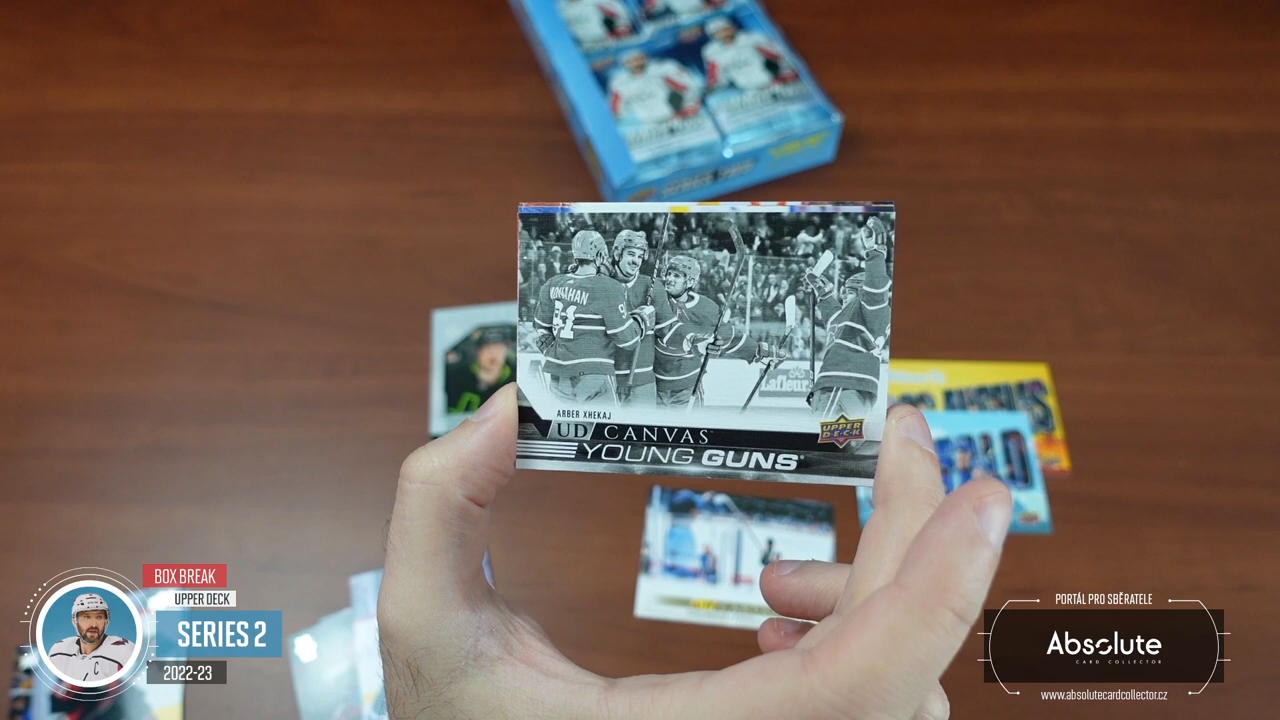 MONAHAN
91
Lafleur
ARBER XHEKAJ
UD CANVAS
UPPER
DECK
YOUNG GUNS
BOX BREAK
UPPER DECK
SERIES 2
2022-23
C
PORTÁL PRO SBĚRATELE
Absolute
CARD COLLECTOR
www.absolutecardcollector.cz